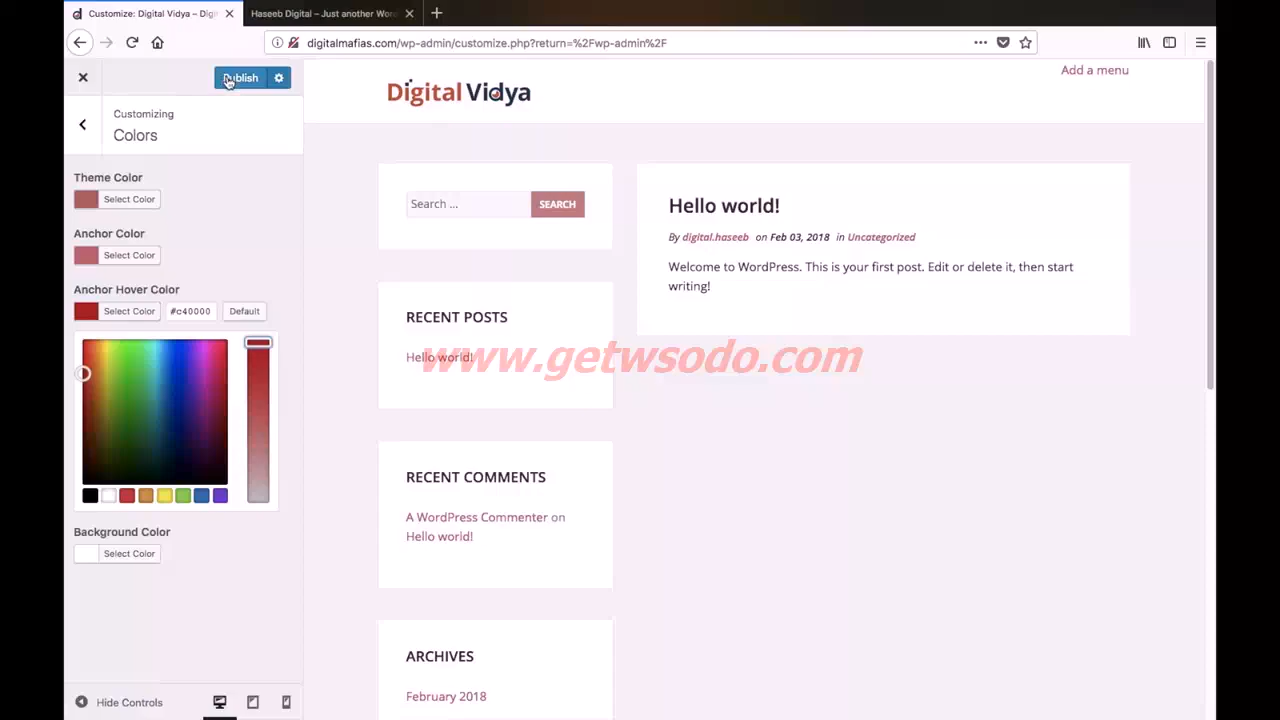 Customize: Digital Vidya – Digi
Haseeb Digital – Just another Wor
digitalmafias.com/wp-admin/customize.php?return=%2Fwp-admin%2F
Publish
Customizing
Colors
Theme Color
Select Color
Anchor Color
Select Color
Anchor Hover Color
Select Color #c40000 Default
Background Color
Select Color
Hide Controls
Add a menu
Digital Vidya
Search ... SEARCH
RECENT POSTS
Hello world!
RECENT COMMENTS
A WordPress Commenter on
Hello world!
ARCHIVES
February 2018
Hello world!
By digital.haseeb on Feb 03, 2018 in Uncategorized
Welcome to WordPress. This is your first post. Edit or delete it, then start
writing!
www.getwsodo.com